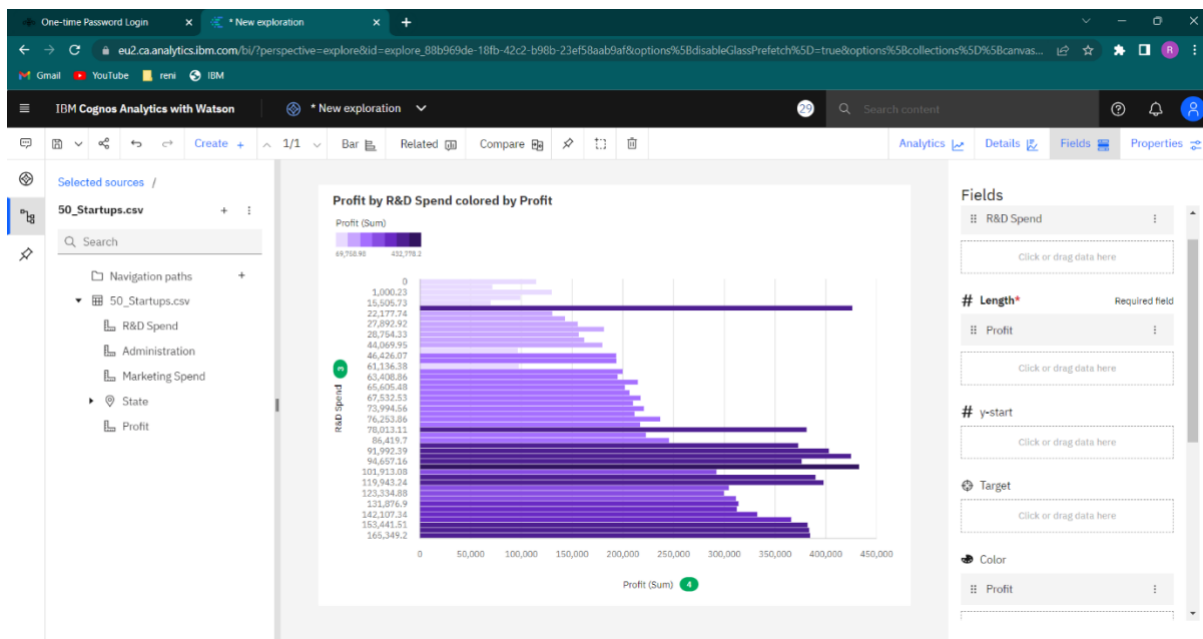 One-time Password Login
* New exploration
eu2.ca.analytics.ibm.com/bi/?perspective=explore&id=explore_88b969de-18fb-42c2-b98b-23ef58aab9af&options%5BdisableGlassPrefetch%5D=true&options%5Bcollections%5D%5Bcanvas...
R
Gmail YouTube reni IBM
IBM Cognos Analytics with Watson
* New exploration
29
Search content
Create + 1/1 Bar Related Compare
Analytics Details Fields Properties
Selected sources /
50_Startups.csv
Search
Navigation paths
50_Startups.csv
R&D Spend
Administration
Marketing Spend
State
Profit
Profit by R&D Spend colored by Profit
Profit (Sum)
69,758.98 432,778.2
0
1,000.23
15,505.73
22,177.74
27,892.92
28,754.33
44,069.95
46,426.07
61,136.38
63,408.86
65,605.48
67,532.53
73,994.56
76,253.86
78,013.11
86,419.7
91,992.39
94,657.16
101,913.08
119,943.24
123,334.88
131,876.9
142,107.34
153,441.51
165,349.2
R&D Spend
0 50,000 100,000 150,000 200,000 250,000 300,000 350,000 400,000 450,000
Profit (Sum) 4
Fields
R&D Spend
Click or drag data here
# Length* Required field
Profit
Click or drag data here
# y-start
Click or drag data here
Target
Click or drag data here
Color
Profit